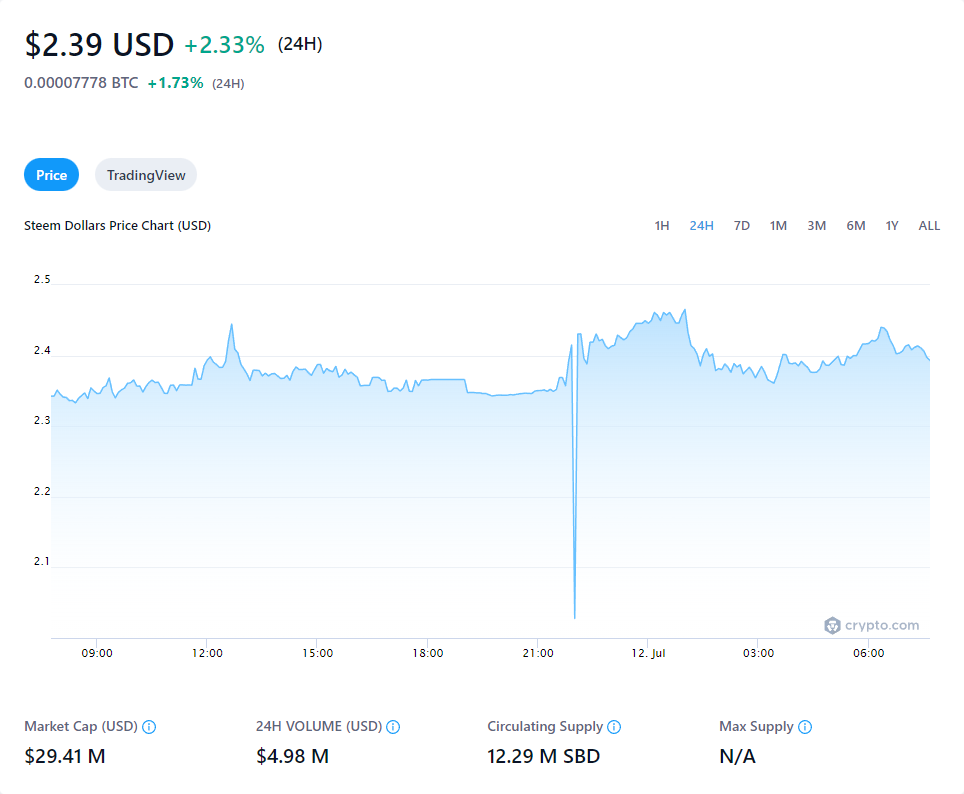 $2.39 USD +2.33% (24H)
0.00007778 BTC +1.73% (24H)
Price TradingView
Steem Dollars Price Chart (USD) 1H 24H 7D 1M 3M 6M 1Y ALL
2.5
2.4
2.3
2.2
2.1
crypto.com
09:00 12:00 15:00 18:00 21:00 12. Jul 03:00 06:00
Market Cap (USD) 24H VOLUME (USD) Circulating Supply Max Supply
$29.41 M $4.98 M 12.29 M SBD N/A